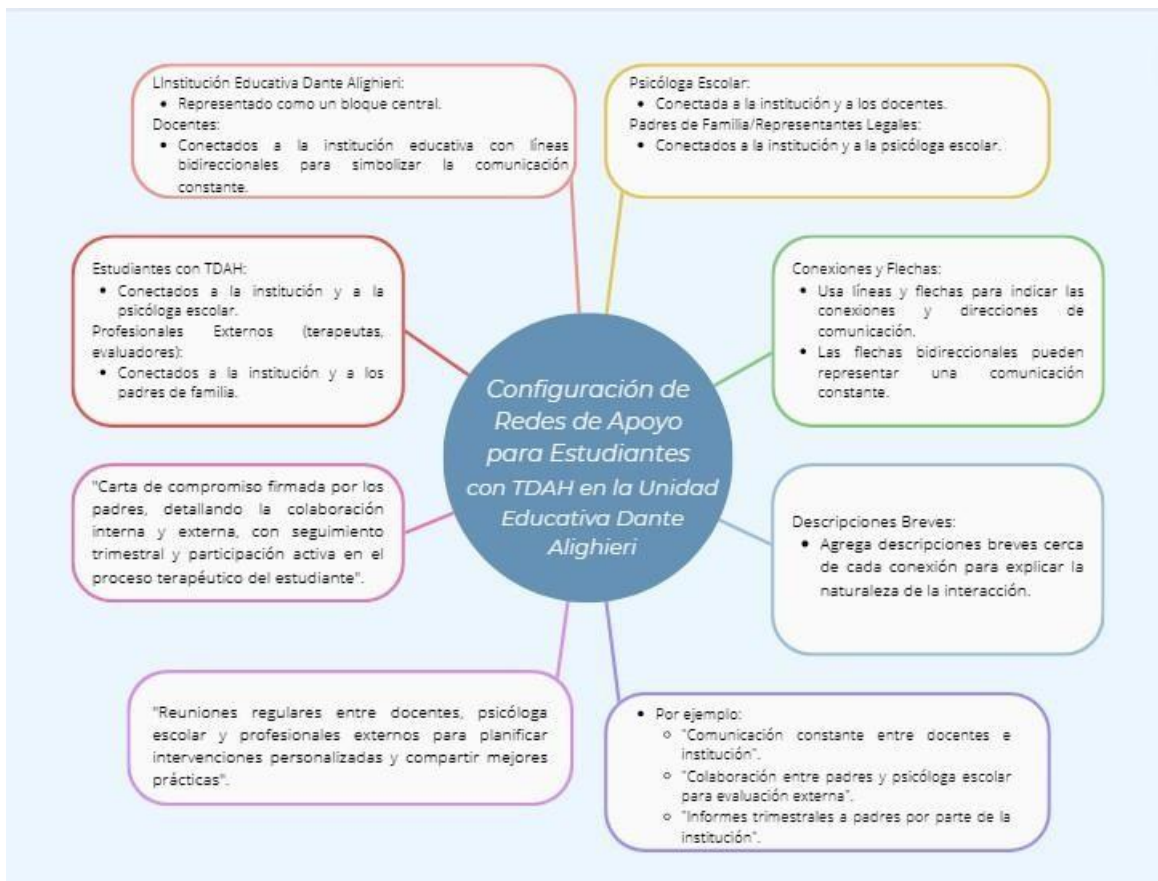 LInstitución Educativa Dante Alighieri:
• Representado como un bloque central.
Docentes:
• Conectados a la institución educativa con líneas
bidireccionales para simbolizar la comunicación
constante.
Psicóloga Escolar:
• Conectada a la institución y a los docentes.
Padres de Familia/Representantes Legales:
• Conectados a la institución y a la psicóloga escolar.
Estudiantes con TDAH:
• Conectados a la institución y a la
psicóloga escolar.
Profesionales Externos (terapeutas,
evaluadores):
• Conectados a la institución y a los
padres de familia.
Conexiones y Flechas:
• Usa líneas y flechas para indicar las
conexiones y direcciones de
comunicación.
• Las flechas bidireccionales pueden
representar una comunicación
constante.
Configuración de
Redes de Apoyo
para Estudiantes
con TDAH en la Unidad
Educativa Dante
Alighieri
"Carta de compromiso firmada por los
padres, detallando la colaboración
interna y externa, con seguimiento
trimestral y participación activa en el
proceso terapéutico del estudiante".
Descripciones Breves:
• Agrega descripciones breves cerca
de cada conexión para explicar la
naturaleza de la interacción.
"Reuniones regulares entre docentes, psicóloga
escolar y profesionales externos para planificar
intervenciones personalizadas y compartir mejores
prácticas".
• Por ejemplo:
○ "Comunicación constante entre docentes e
institución".
○ "Colaboración entre padres y psicóloga escolar
para evaluación externa".
○ "Informes trimestrales a padres por parte de la
institución".